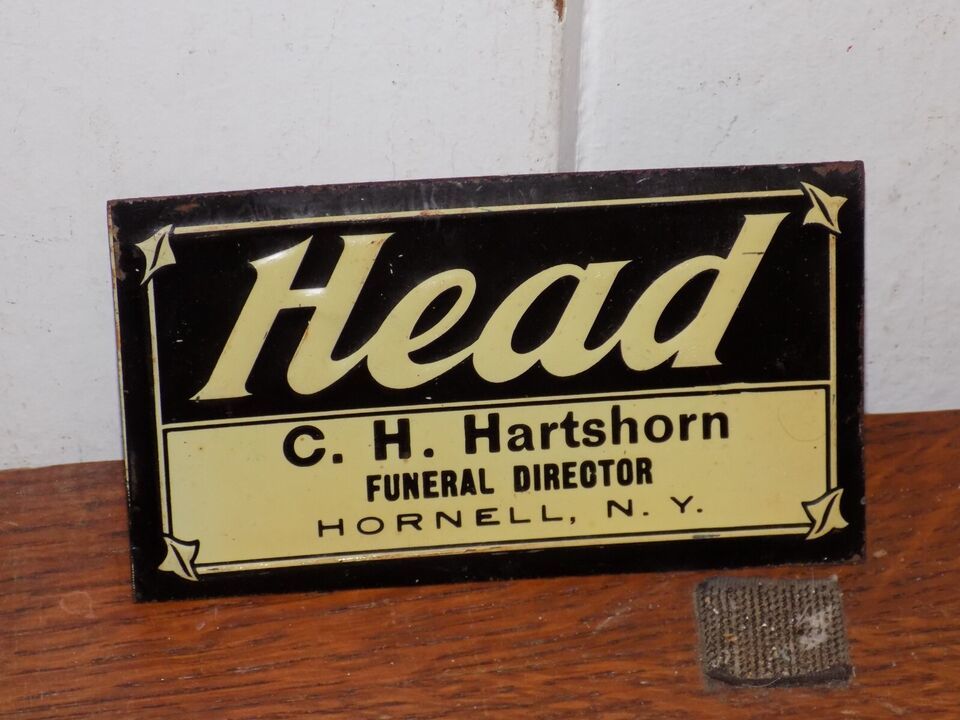 Head
C. H. Hartshorn
FUNERAL DIRECTOR
HORNELL, N. Y.